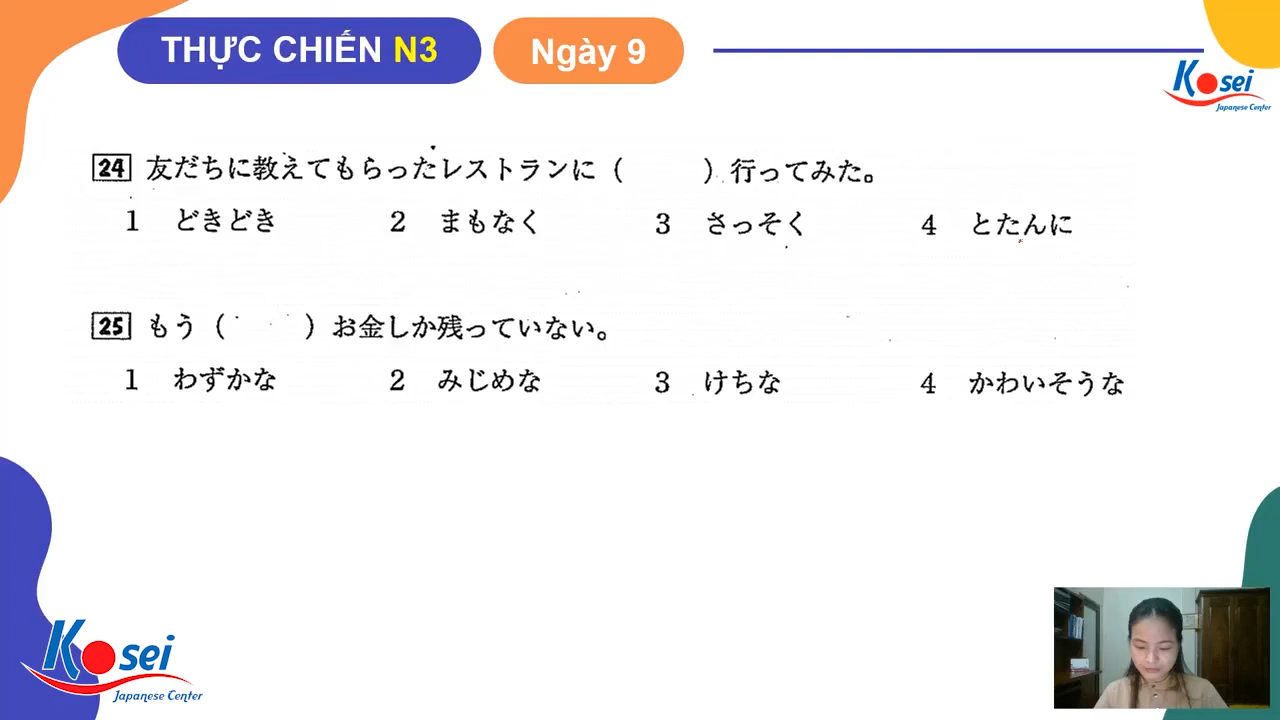 THỰC CHIẾN N3
Ngày 9
Kosei
Japanese Center
24 友だちに教えてもらったレストランに（ ）行ってみた。
1 どきどき 2 まもなく 3 さっそく 4 とたんに
25 もう（ ）お金しか残っていない。
1 わずかな 2 みじめな 3 けちな 4 かわいそうな
Kosei
Japanese Center